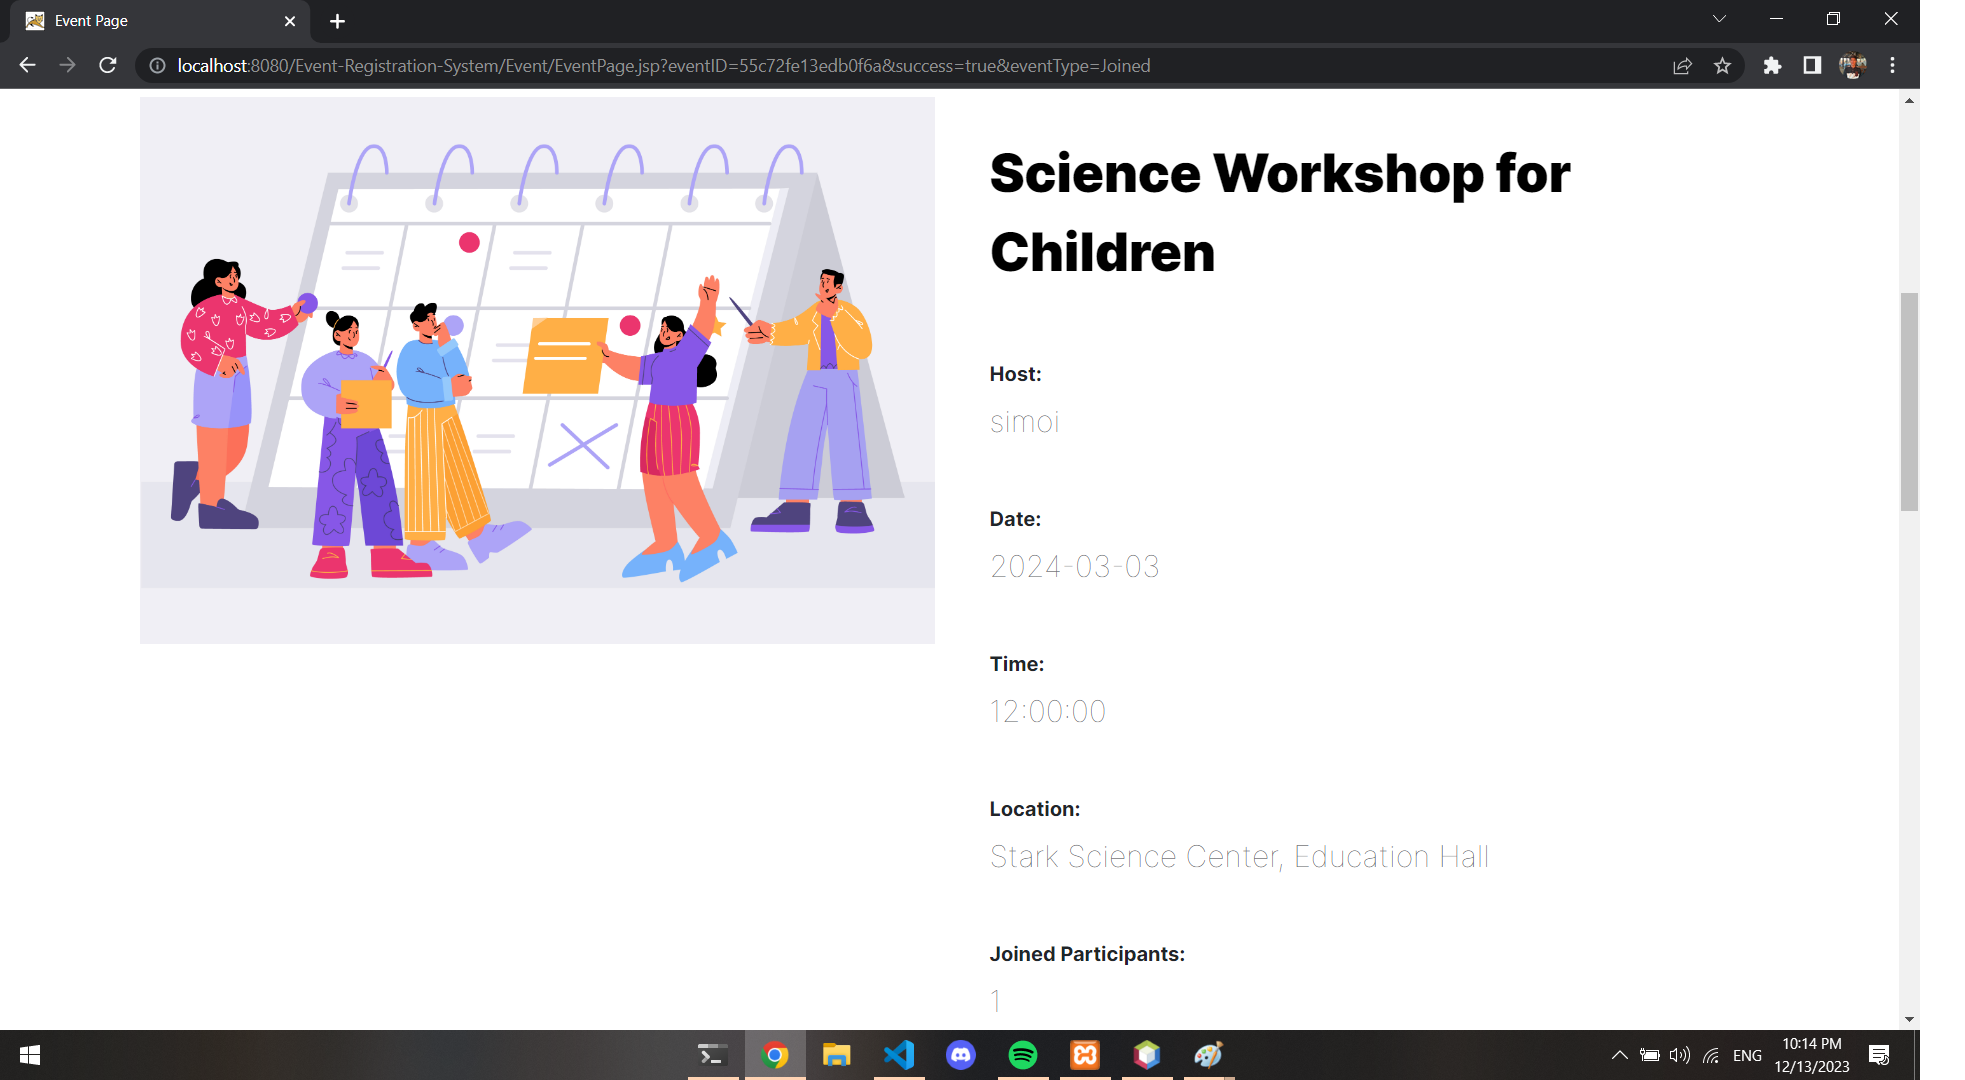 Event Page
localhost:8080/Event-Registration-System/Event/EventPage.jsp?eventID=55c72fe13edb0f6a&success=true&eventType=Joined
Science Workshop for
Children
Host:
simoi
Date:
2024-03-03
Time:
12:00:00
Location:
Stark Science Center, Education Hall
Joined Participants:
1
ENG
10:14 PM
12/13/2023